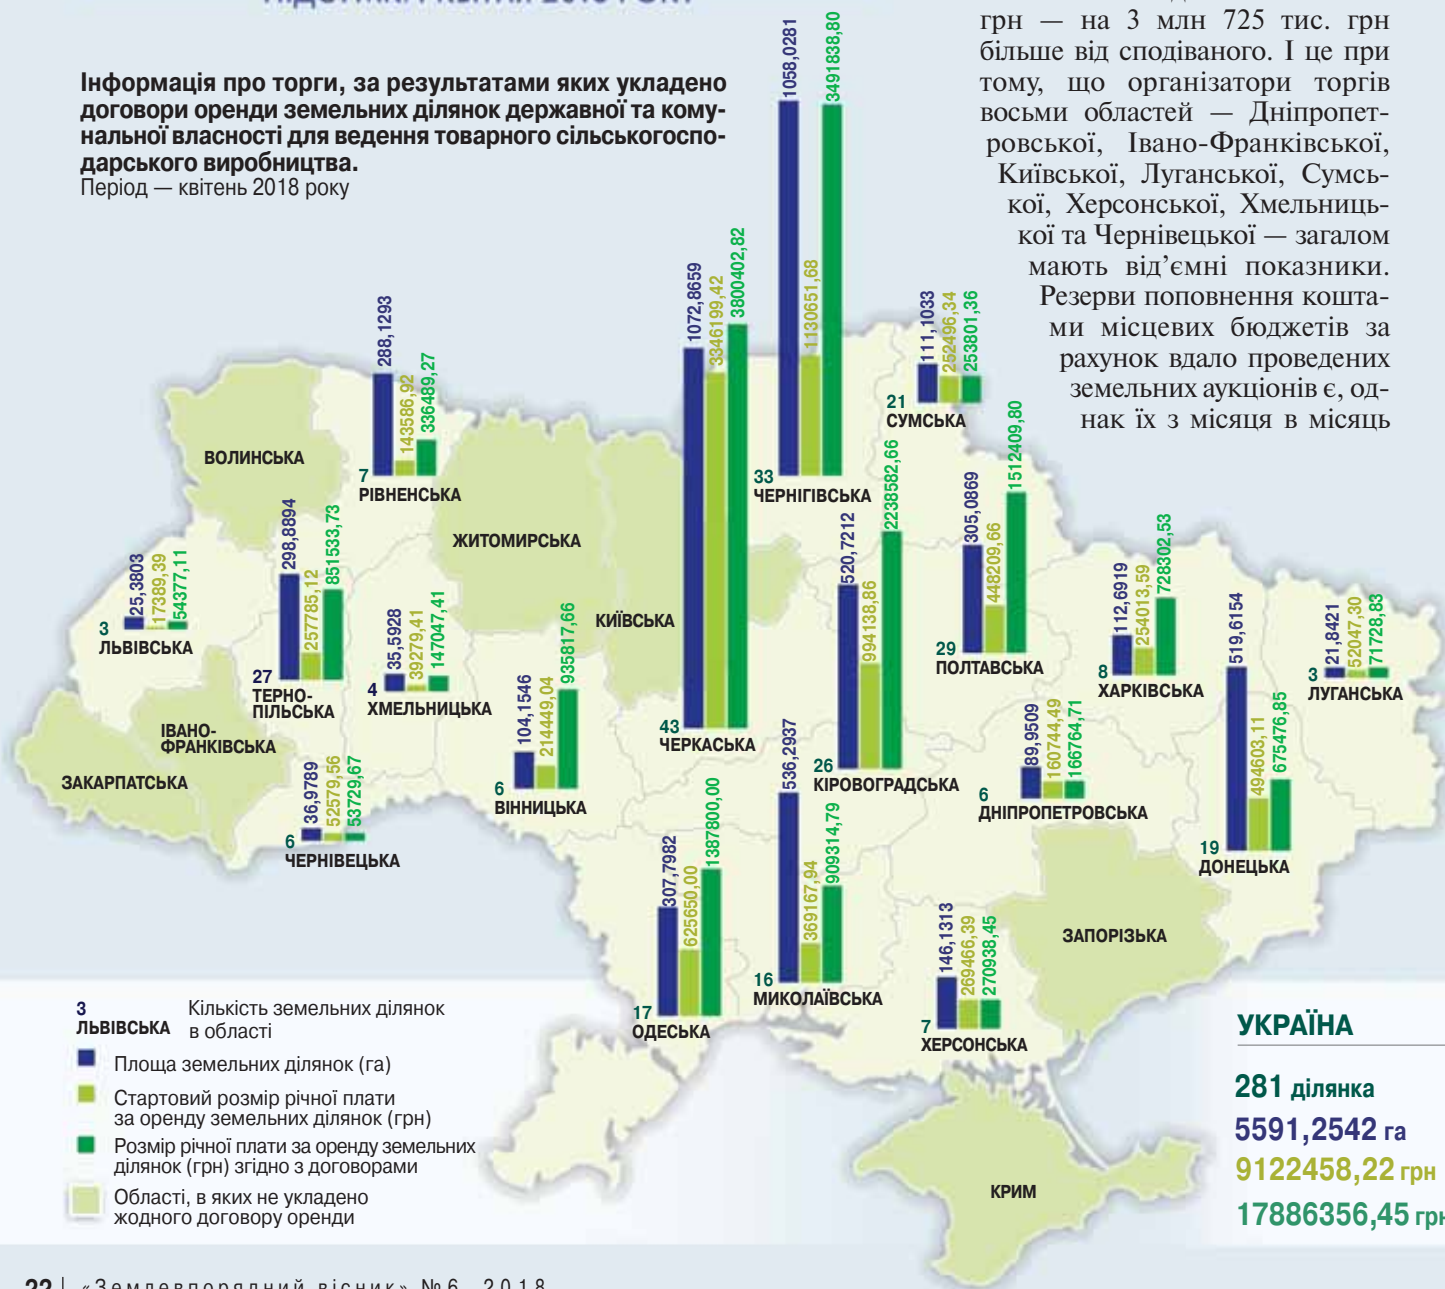 Інформація про торги, за результатами яких укладено
договори оренди земельних ділянок державної та кому-
нальної власності для ведення товарного сільськогоспо-
дарського виробництва.
Період — квітень 2018 року
грн — на 3 млн 725 тис. грн
більше від сподіваного. І це при
тому, що організатори торгів
восьми областей — Дніпропет-
ровської, Івано-Франківської,
Київської, Луганської, Сумсь-
кої, Херсонської, Хмельниць-
кої та Чернівецької — загалом
мають від’ємні показники.
Резерви поповнення кошта-
ми місцевих бюджетів за
рахунок вдало проведених
земельних аукціонів є, од-
нак їх з місяця в місяць
ВОЛИНСЬКА
288,1293
143586,92
336489,27
7
РІВНЕНСЬКА
ЖИТОМИРСЬКА
КИЇВСЬКА
1058,0281
1130651,68
3491838,80
33
ЧЕРНІГІВСЬКА
111,1033
252496,34
253801,36
21
СУМСЬКА
25,3803
17389,39
54377,11
3
ЛЬВІВСЬКА
298,8894
257785,12
851533,73
27
ТЕРНО-
ПІЛЬСЬКА
35,5928
39279,41
147047,41
4
ХМЕЛЬНИЦЬКА
104,1546
214449,04
935817,66
6
ВІННИЦЬКА
1072,8659
3346199,42
3800402,82
43
ЧЕРКАСЬКА
520,7212
994138,86
2238582,66
26
КІРОВОГРАДСЬКА
305,0869
448209,66
1512409,80
29
ПОЛТАВСЬКА
112,6919
254013,59
728302,53
8
ХАРКІВСЬКА
21,8421
52047,30
71728,83
3
ЛУГАНСЬКА
ІВАНО-
ФРАНКІВСЬКА
ЗАКАРПАТСЬКА
36,9789
52579,56
53729,67
6
ЧЕРНІВЕЦЬКА
89,9509
160744,49
166764,71
6
ДНІПРОПЕТРОВСЬКА
519,6154
494603,11
675476,85
19
ДОНЕЦЬКА
307,7982
625650,00
1387800,00
17
ОДЕСЬКА
536,2937
369167,94
909314,79
16
МИКОЛАЇВСЬКА
146,1313
269466,39
270938,45
7
ХЕРСОНСЬКА
ЗАПОРІЗЬКА
КРИМ
3
ЛЬВІВСЬКА
Кількість земельних ділянок
в області
Площа земельних ділянок (га)
Стартовий розмір річної плати
за оренду земельних ділянок (грн)
Розмір річної плати за оренду земельних
ділянок (грн) згідно з договорами
Області, в яких не укладено
жодного договору оренди
УКРАЇНА
281 ділянка
5591,2542 га
9122458,22 грн
17886356,45 грн
22 | «Землевпорядний вісник» № 6, 2018